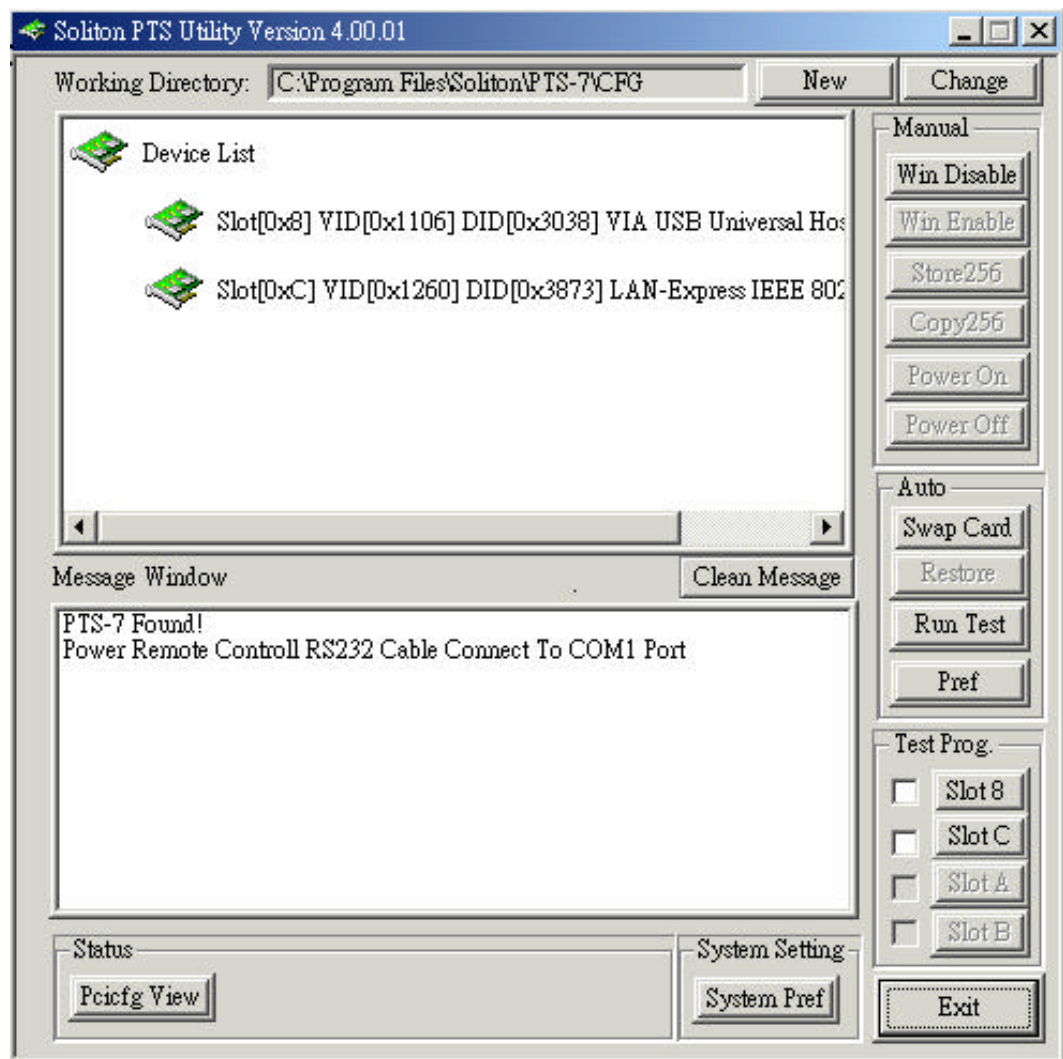 Soliton PTS Utility Version 4.00.01
Working Directory: C:\Program Files\Soliton\PTS-7\CFG New Change
Device List
Slot[0x8] VID[0x1106] DID[0x3038] VIA USB Universal Hos
Slot[0xC] VID[0x1260] DID[0x3873] LAN-Express IEEE 802
Manual
Win Disable
Win Enable
Store256
Copy256
Power On
Power Off
Auto
Swap Card
Restore
Run Test
Pref
Message Window Clean Message
PTS-7 Found!
Power Remote Controll RS232 Cable Connect To COM1 Port
Test Prog.
Slot 8
Slot C
Slot A
Slot B
Status
Pcicfg View
System Setting
System Pref
Exit